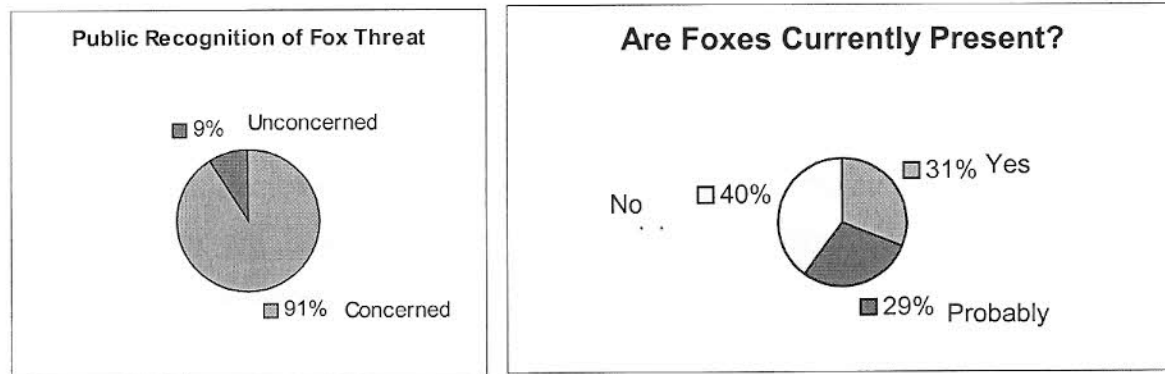 Public Recognition of Fox Threat
9% Unconcerned
91% Concerned
Are Foxes Currently Present?
31% Yes
No 40%
29% Probably